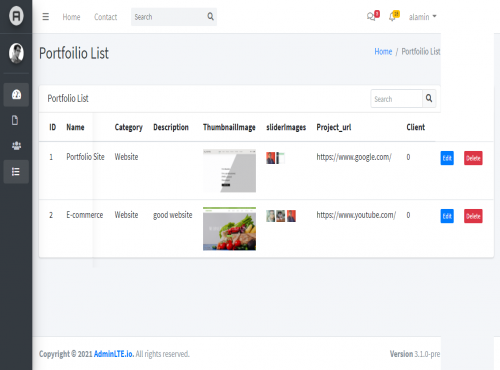 Home Contact Search alamin
Portfoilio List
Home / Portfoilio List
Portfolio List
Search
ID Name Category Description ThumbnailImage sliderImages Project_url Client
1 Portfolio Site Website https://www.google.com/ 0 Edit Delete
2 E-commerce Website good website https://www.youtube.com/ 0 Edit Delete
Copyright © 2021 AdminLTE.io. All rights reserved.
Version 3.1.0-pre